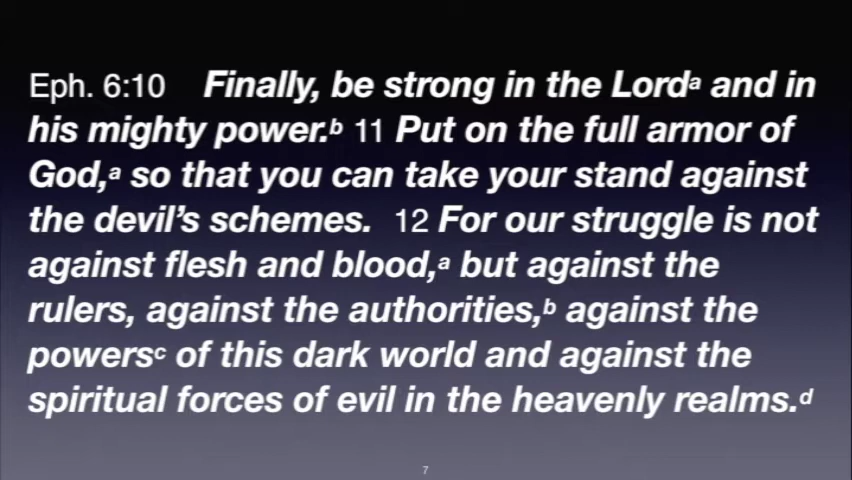 Eph. 6:10 Finally, be strong in the Lordᵃ and in
his mighty power.ᵇ 11 Put on the full armor of
God,ᵃ so that you can take your stand against
the devil’s schemes. 12 For our struggle is not
against flesh and blood,ᵃ but against the
rulers, against the authorities,ᵇ against the
powersᶜ of this dark world and against the
spiritual forces of evil in the heavenly realms.ᵈ
7